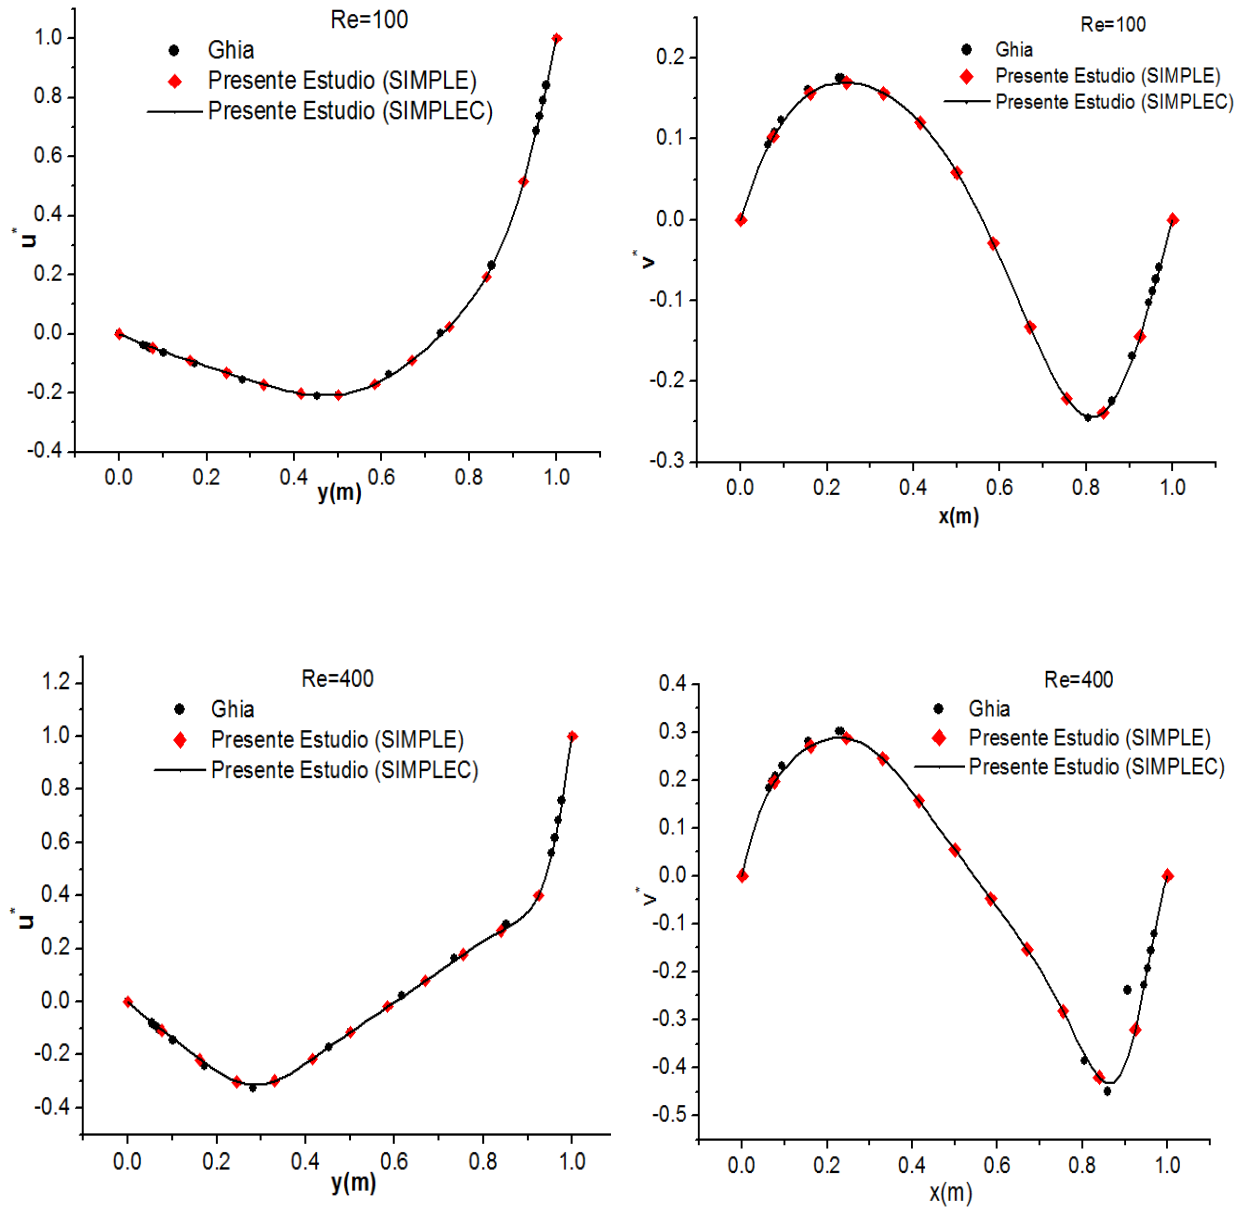 Re=100
Ghia
Presente Estudio (SIMPLE)
Presente Estudio (SIMPLEC)
1.0
0.8
0.6
0.4
0.2
0.0
-0.2
-0.4
u*
0.0 0.2 0.4 0.6 0.8 1.0
y(m)
Re=100
Ghia
Presente Estudio (SIMPLE)
Presente Estudio (SIMPLEC)
0.2
0.1
0.0
-0.1
-0.2
-0.3
v*
0.0 0.2 0.4 0.6 0.8 1.0
x(m)
Re=400
Ghia
Presente Estudio (SIMPLE)
Presente Estudio (SIMPLEC)
1.2
1.0
0.8
0.6
0.4
0.2
0.0
-0.2
-0.4
u*
0.0 0.2 0.4 0.6 0.8 1.0
y(m)
Re=400
Ghia
Presente Estudio (SIMPLE)
Presente Estudio (SIMPLEC)
0.4
0.3
0.2
0.1
0.0
-0.1
-0.2
-0.3
-0.4
-0.5
v*
0.0 0.2 0.4 0.6 0.8 1.0
x(m)